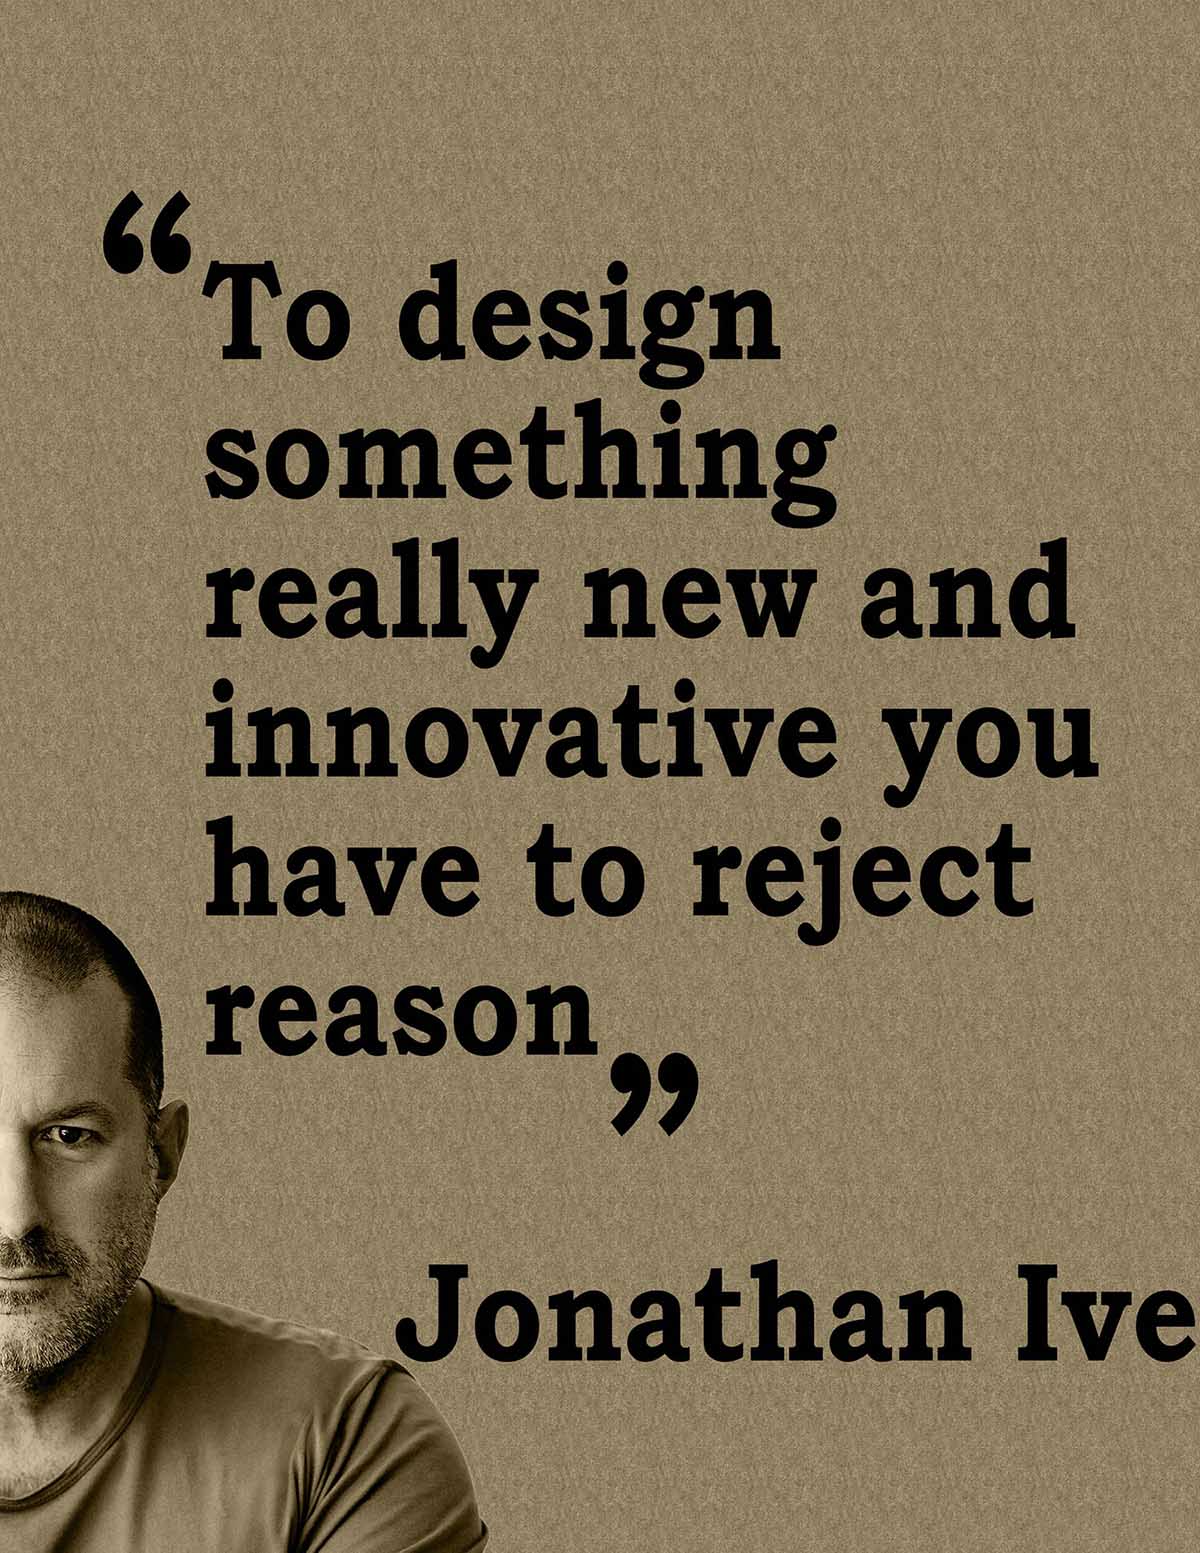 “To design
something
really new and
innovative you
have to reject
reason”
Jonathan Ive